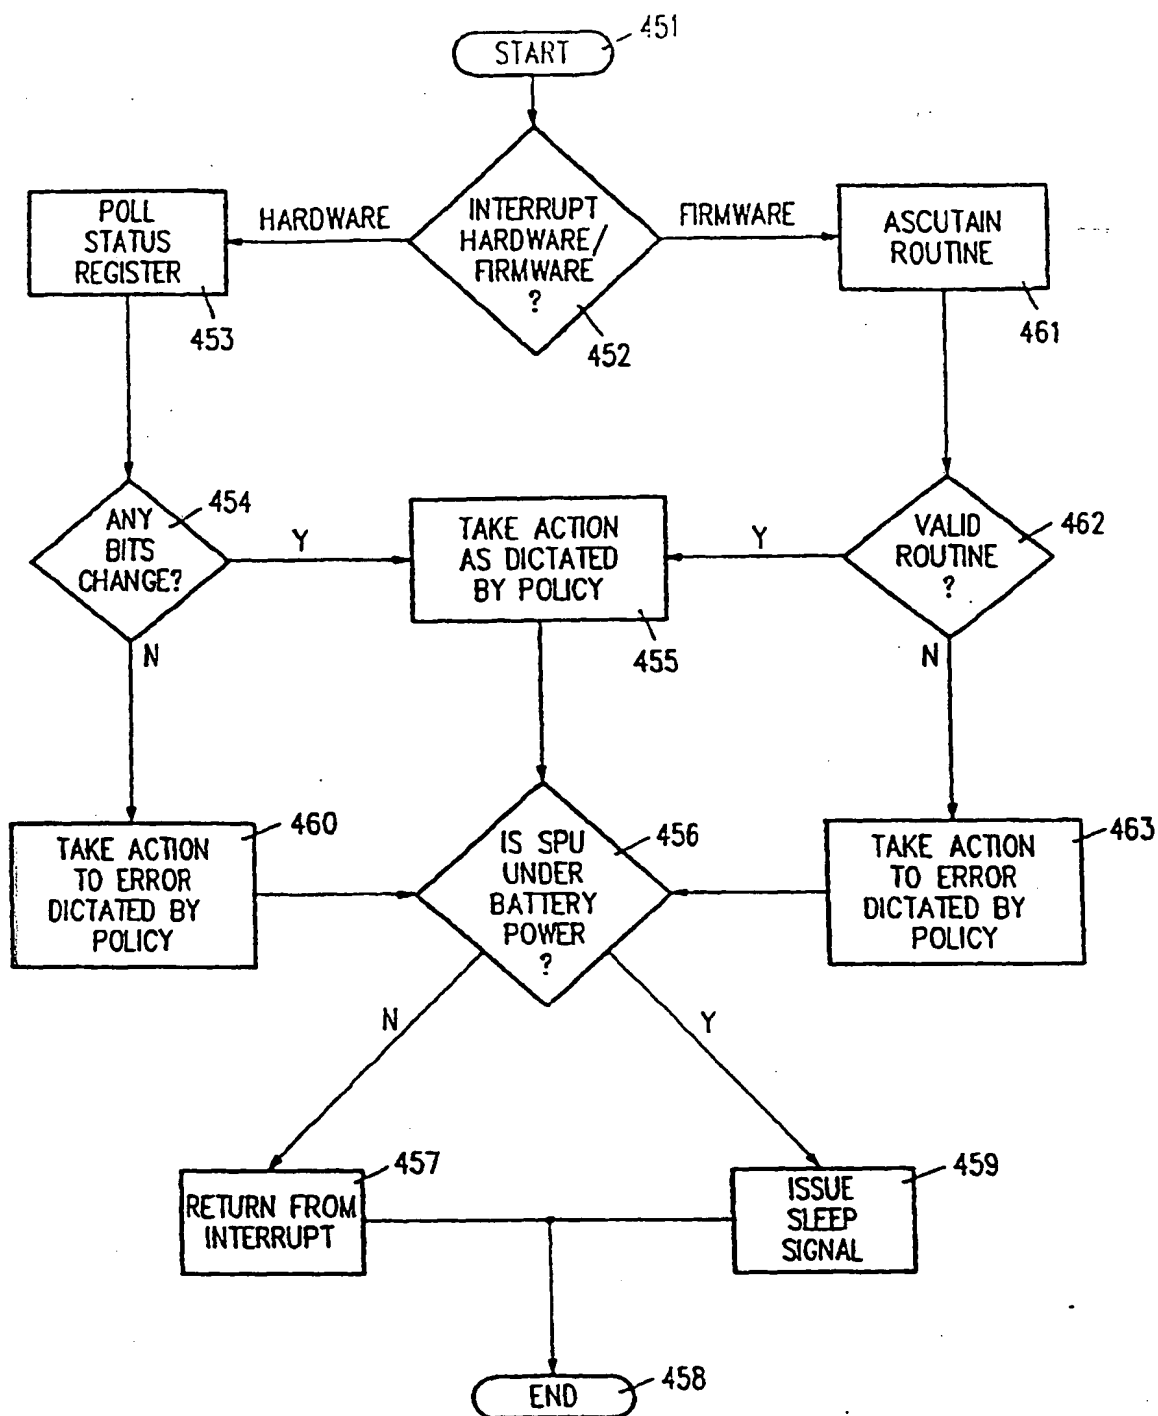 451
START
INTERRUPT
HARDWARE/
FIRMWARE
?
452
HARDWARE
FIRMWARE
POLL
STATUS
REGISTER
453
ASCUTAIN
ROUTINE
461
ANY
BITS
CHANGE?
454
Y
N
TAKE ACTION
AS DICTATED
BY POLICY
455
VALID
ROUTINE
?
462
Y
N
TAKE ACTION
TO ERROR
DICTATED BY
POLICY
460
IS SPU
UNDER
BATTERY
POWER
?
456
TAKE ACTION
TO ERROR
DICTATED BY
POLICY
463
N
Y
RETURN FROM
INTERRUPT
457
ISSUE
SLEEP
SIGNAL
459
END
458